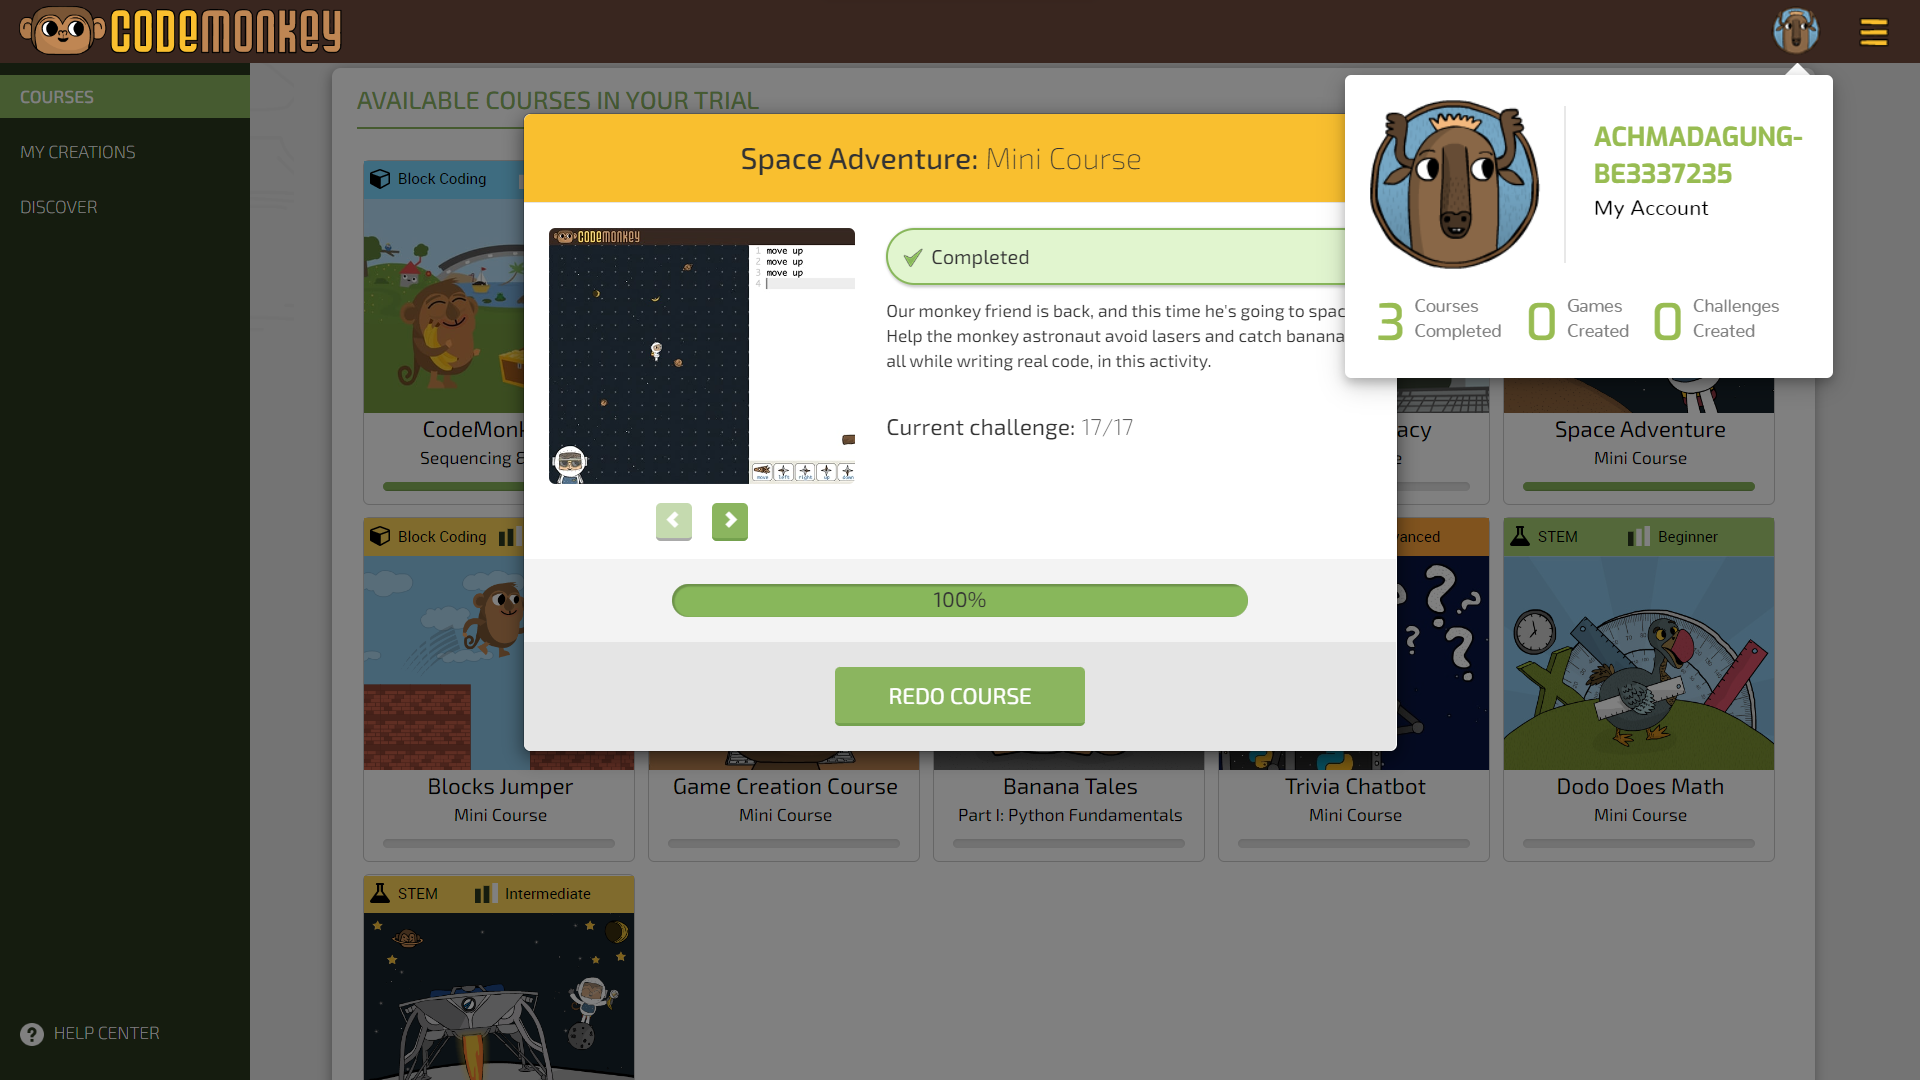 CODEMONKEY
COURSES
MY CREATIONS
DISCOVER
HELP CENTER
AVAILABLE COURSES IN YOUR TRIAL
ACHMADAGUNG-
BE3337235
My Account
3 Courses Completed
0 Games Created
0 Challenges Created
Space Adventure: Mini Course
CODEMONKEY
1 move up
2 move up
3 move up
4
move left right up down
Completed
Our monkey friend is back, and this time he's going to spac
Help the monkey astronaut avoid lasers and catch banana
all while writing real code, in this activity.
Current challenge: 17/17
100%
REDO COURSE
Block Coding
CodeMonk
Sequencing &
acy
Space Adventure
Mini Course
Block Coding
Blocks Jumper
Mini Course
Game Creation Course
Mini Course
Banana Tales
Part I: Python Fundamentals
anced
Trivia Chatbot
Mini Course
STEM Beginner
Dodo Does Math
Mini Course
STEM Intermediate